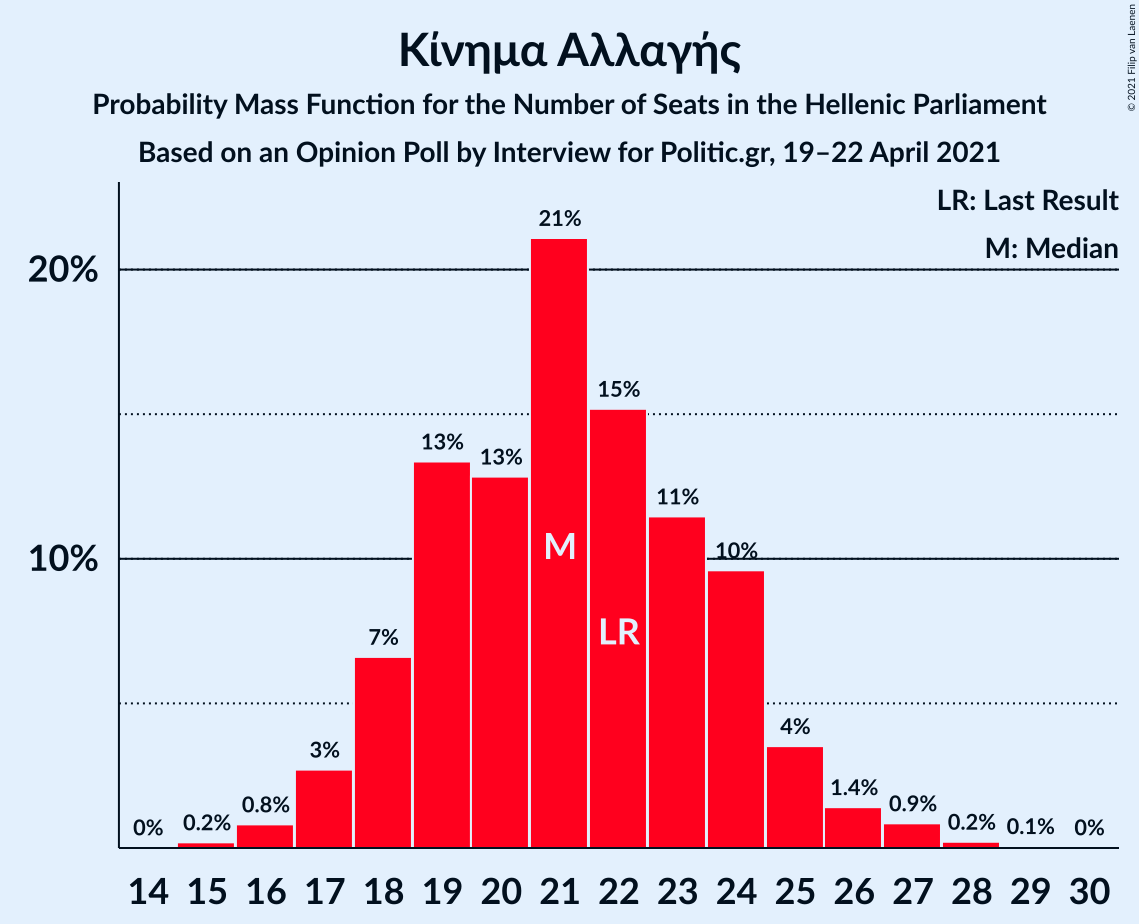 Κίνημα Αλλαγής
Probability Mass Function for the Number of Seats in the Hellenic Parliament
Based on an Opinion Poll by Interview for Politic.gr, 19–22 April 2021
© 2021 Filip van Laenen
LR: Last Result
M: Median
20%
10%
0% 0.2% 0.8% 3% 7% 13% 13% 21% 15% 11% 10% 4% 1.4% 0.9% 0.2% 0.1% 0%
M
LR
14 15 16 17 18 19 20 21 22 23 24 25 26 27 28 29 30